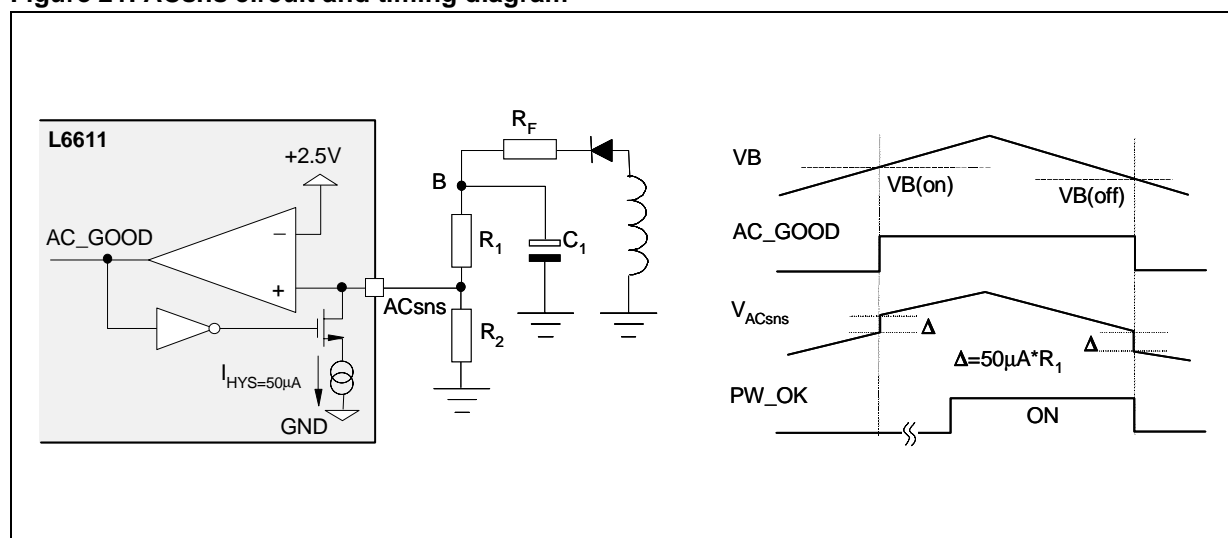 Figure 21. ACsns circuit and timing diagram
L6611
+2.5V
AC_GOOD
−
+
ACsns
I_HYS=50µA
GND
R_F
B
R_1
C_1
R_2
VB
VB(on)
VB(off)
AC_GOOD
V_ACsns
Δ
Δ
Δ=50µA*R_1
PW_OK
ON